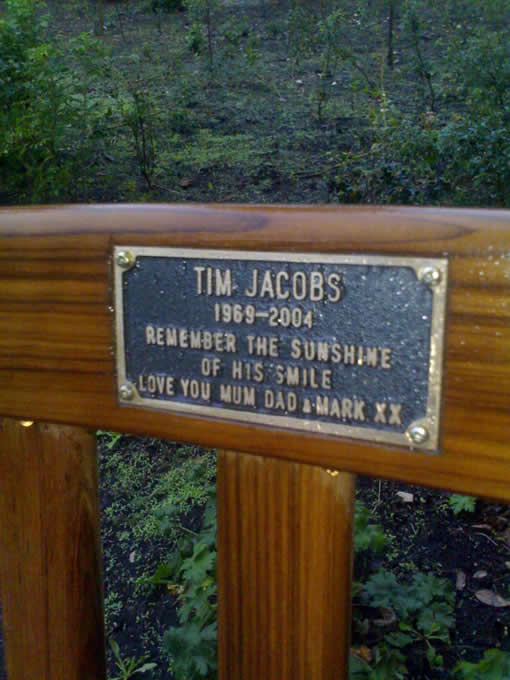 TIM JACOBS
1969-2004
REMEMBER THE SUNSHINE
OF HIS SMILE
LOVE YOU MUM DAD & MARK XX